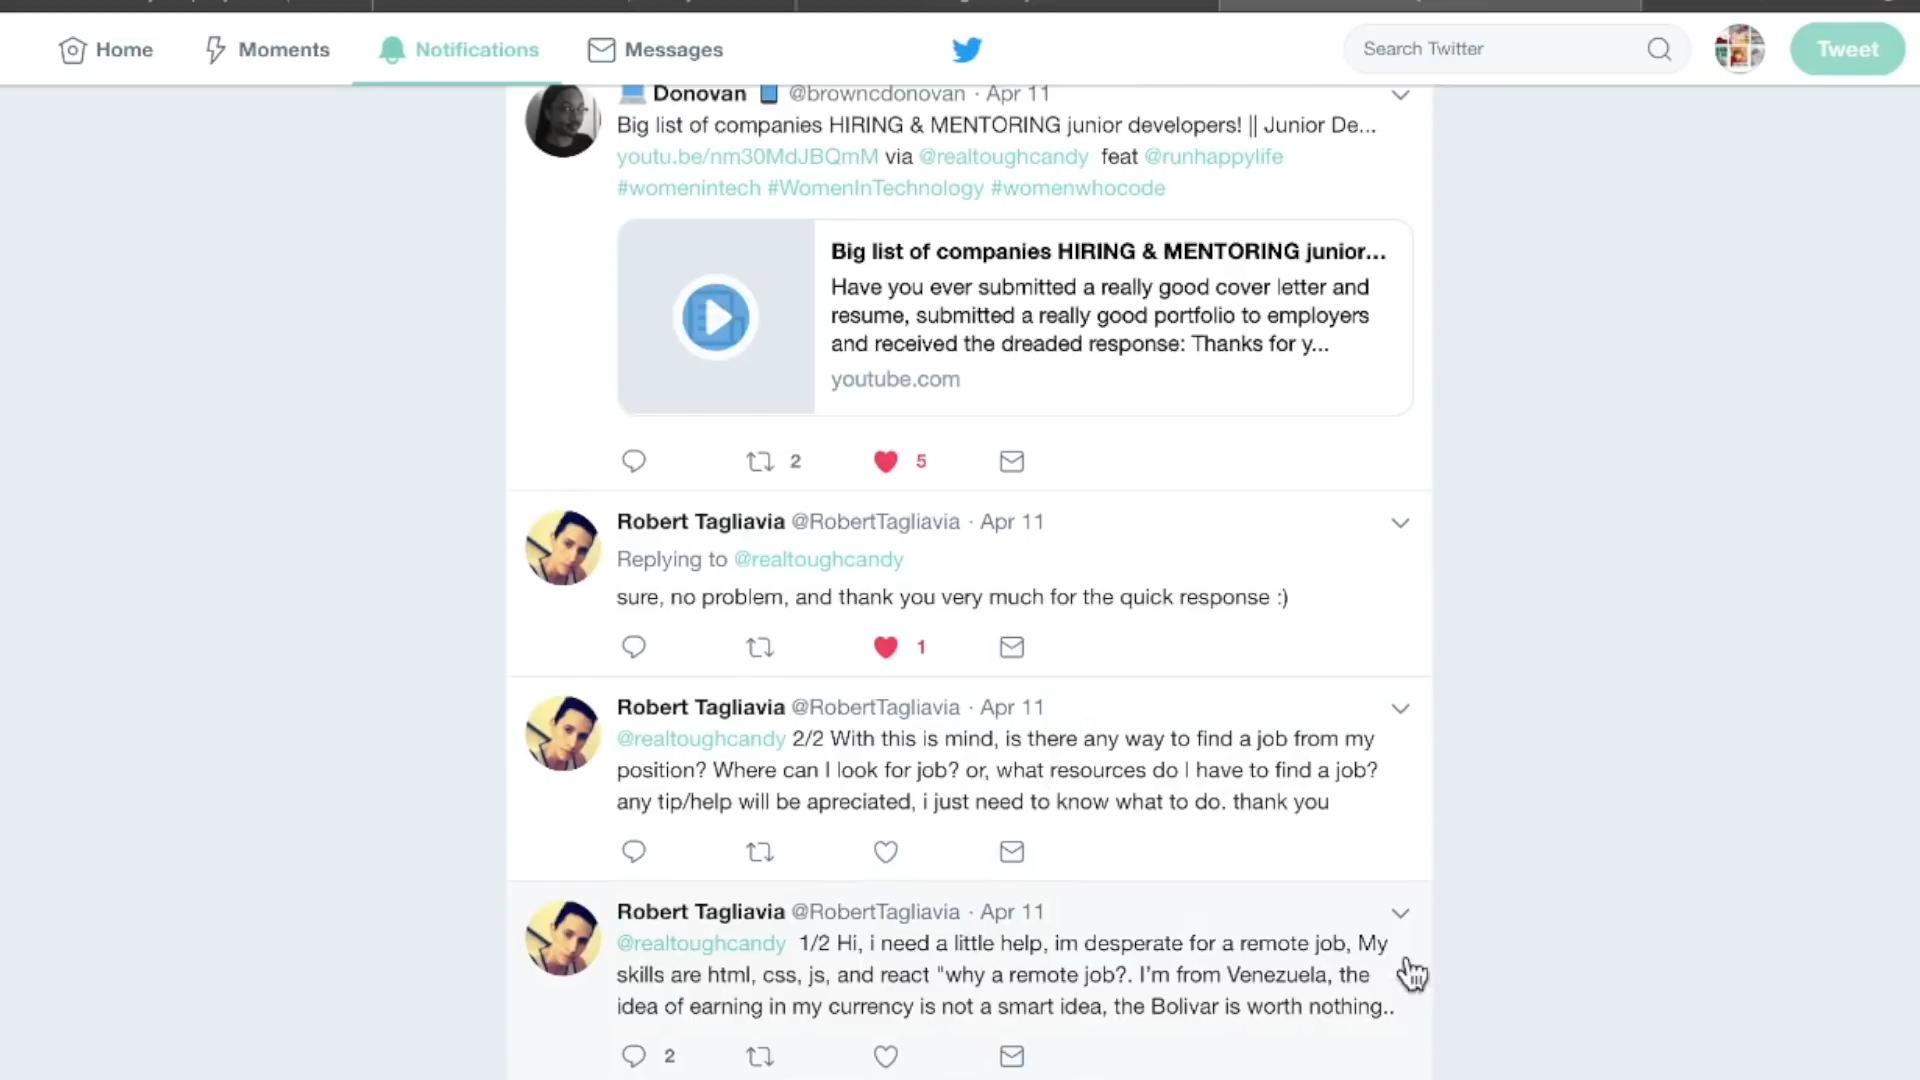 Home Moments Notifications Messages Search Twitter Tweet
Donovan @browncdonovan · Apr 11
Big list of companies HIRING & MENTORING junior developers! || Junior De...
youtu.be/nm30MdJBQmM via @realtoughcandy feat @runhappylife
#womenintech #WomenInTechnology #womenwhocode
Big list of companies HIRING & MENTORING junior...
Have you ever submitted a really good cover letter and
resume, submitted a really good portfolio to employers
and received the dreaded response: Thanks for y...
youtube.com
2 5
Robert Tagliavia @RobertTagliavia · Apr 11
Replying to @realtoughcandy
sure, no problem, and thank you very much for the quick response :)
1
Robert Tagliavia @RobertTagliavia · Apr 11
@realtoughcandy 2/2 With this is mind, is there any way to find a job from my
position? Where can I look for job? or, what resources do I have to find a job?
any tip/help will be apreciated, i just need to know what to do. thank you
Robert Tagliavia @RobertTagliavia · Apr 11
@realtoughcandy 1/2 Hi, i need a little help, im desperate for a remote job, My
skills are html, css, js, and react "why a remote job?. I'm from Venezuela, the
idea of earning in my currency is not a smart idea, the Bolivar is worth nothing..
2